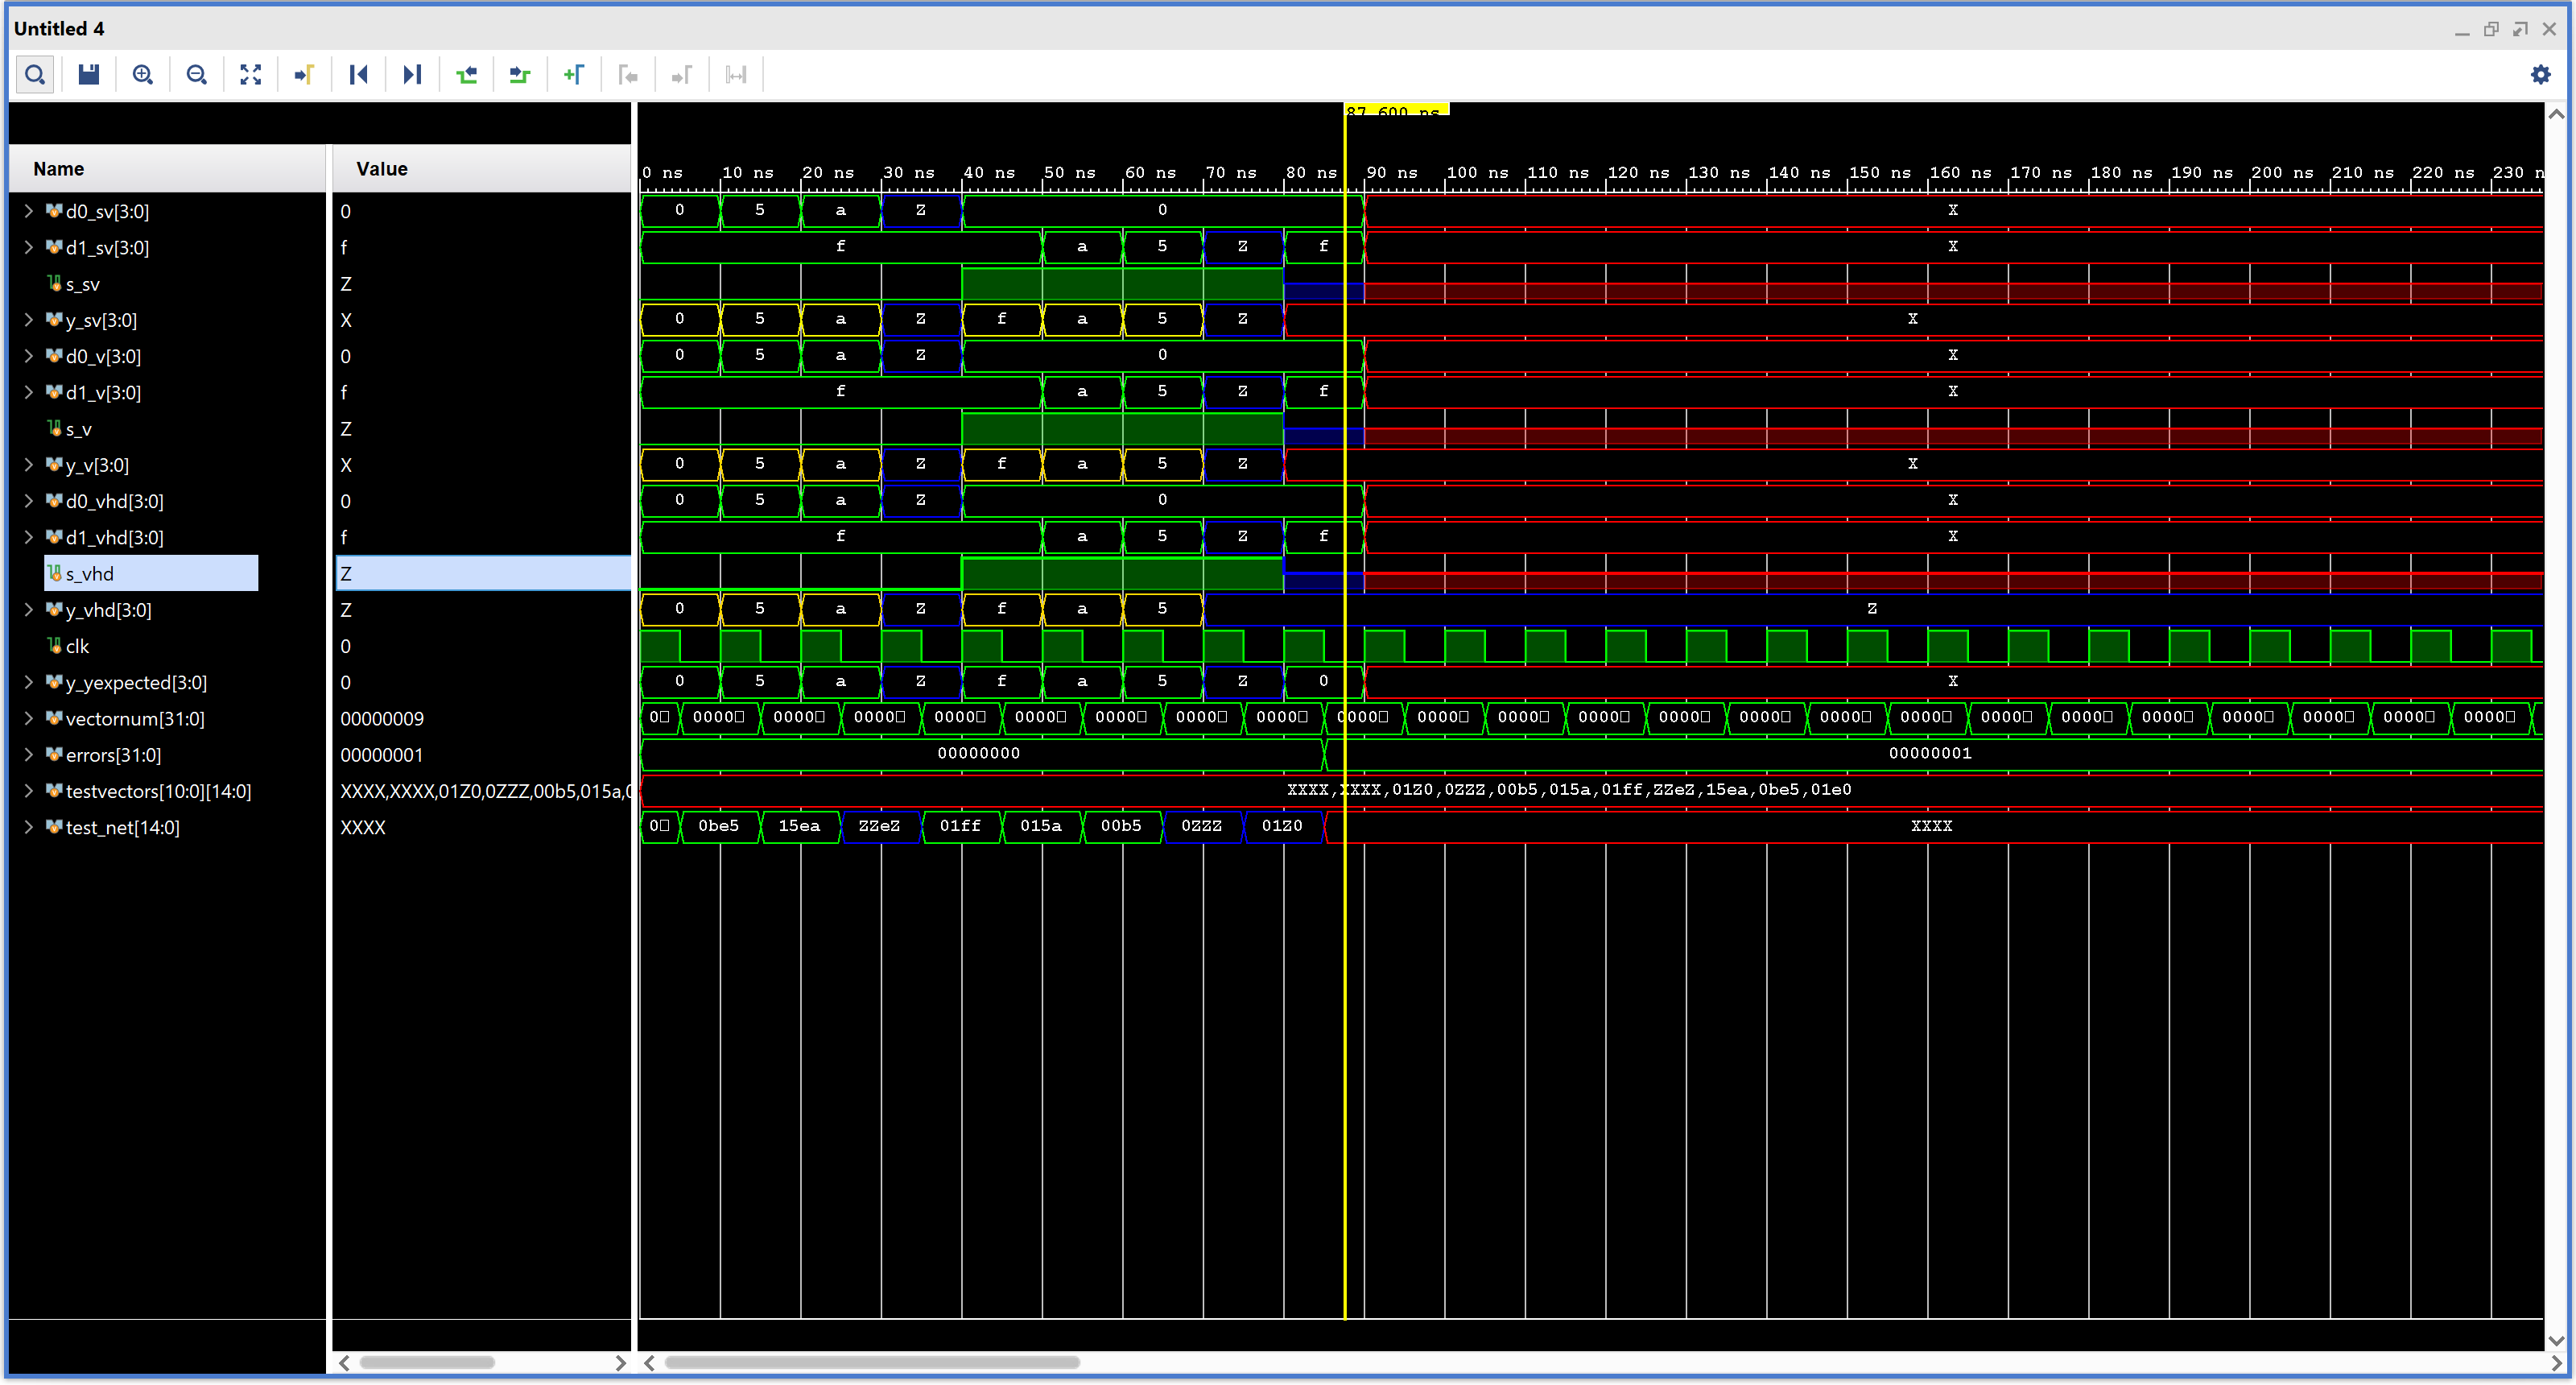 Untitled 4
87.600 ns
Name Value
0 ns 10 ns 20 ns 30 ns 40 ns 50 ns 60 ns 70 ns 80 ns 90 ns 100 ns 110 ns 120 ns 130 ns 140 ns 150 ns 160 ns 170 ns 180 ns 190 ns 200 ns 210 ns 220 ns 230 n
d0_sv[3:0] 0 0 5 a Z 0 X
d1_sv[3:0] f f a 5 Z f X
s_sv Z
y_sv[3:0] X 0 5 a Z f a 5 Z X
d0_v[3:0] 0 0 5 a Z 0 X
d1_v[3:0] f f a 5 Z f X
s_v Z
y_v[3:0] X 0 5 a Z f a 5 Z X
d0_vhd[3:0] 0 0 5 a Z 0 X
d1_vhd[3:0] f f a 5 Z f X
s_vhd Z
y_vhd[3:0] Z 0 5 a Z f a 5 Z
clk 0
y_yexpected[3:0] 0 0 5 a Z f a 5 Z 0 X
vectornum[31:0] 00000009 0□ 0000□ 0000□ 0000□ 0000□ 0000□ 0000□ 0000□ 0000□ 0000□ 0000□ 0000□ 0000□ 0000□ 0000□ 0000□ 0000□ 0000□ 0000□ 0000□ 0000□ 0000□ 0000□ 0000□
errors[31:0] 00000001 00000000 00000001
testvectors[10:0][14:0] XXXX,XXXX,01Z0,0ZZZ,00b5,015a,0 XXXX,XXXX,01Z0,0ZZZ,00b5,015a,01ff,ZZeZ,15ea,0be5,01e0
test_net[14:0] XXXX 0□ 0be5 15ea ZZeZ 01ff 015a 00b5 0ZZZ 01Z0 XXXX